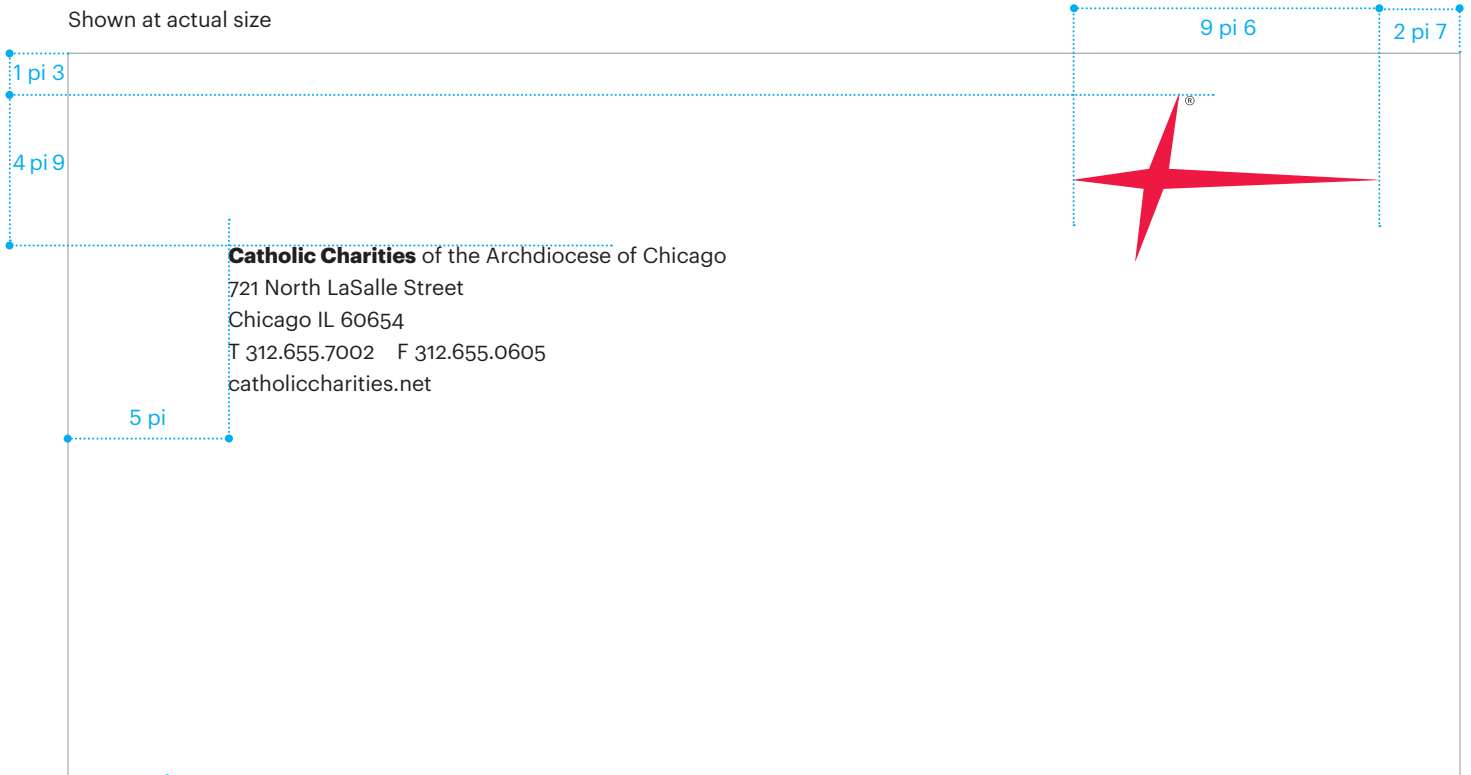 Shown at actual size
9 pi 6
2 pi 7
1 pi 3
®
4 pi 9
Catholic Charities of the Archdiocese of Chicago
721 North LaSalle Street
Chicago IL 60654
T 312.655.7002 F 312.655.0605
catholiccharities.net
5 pi